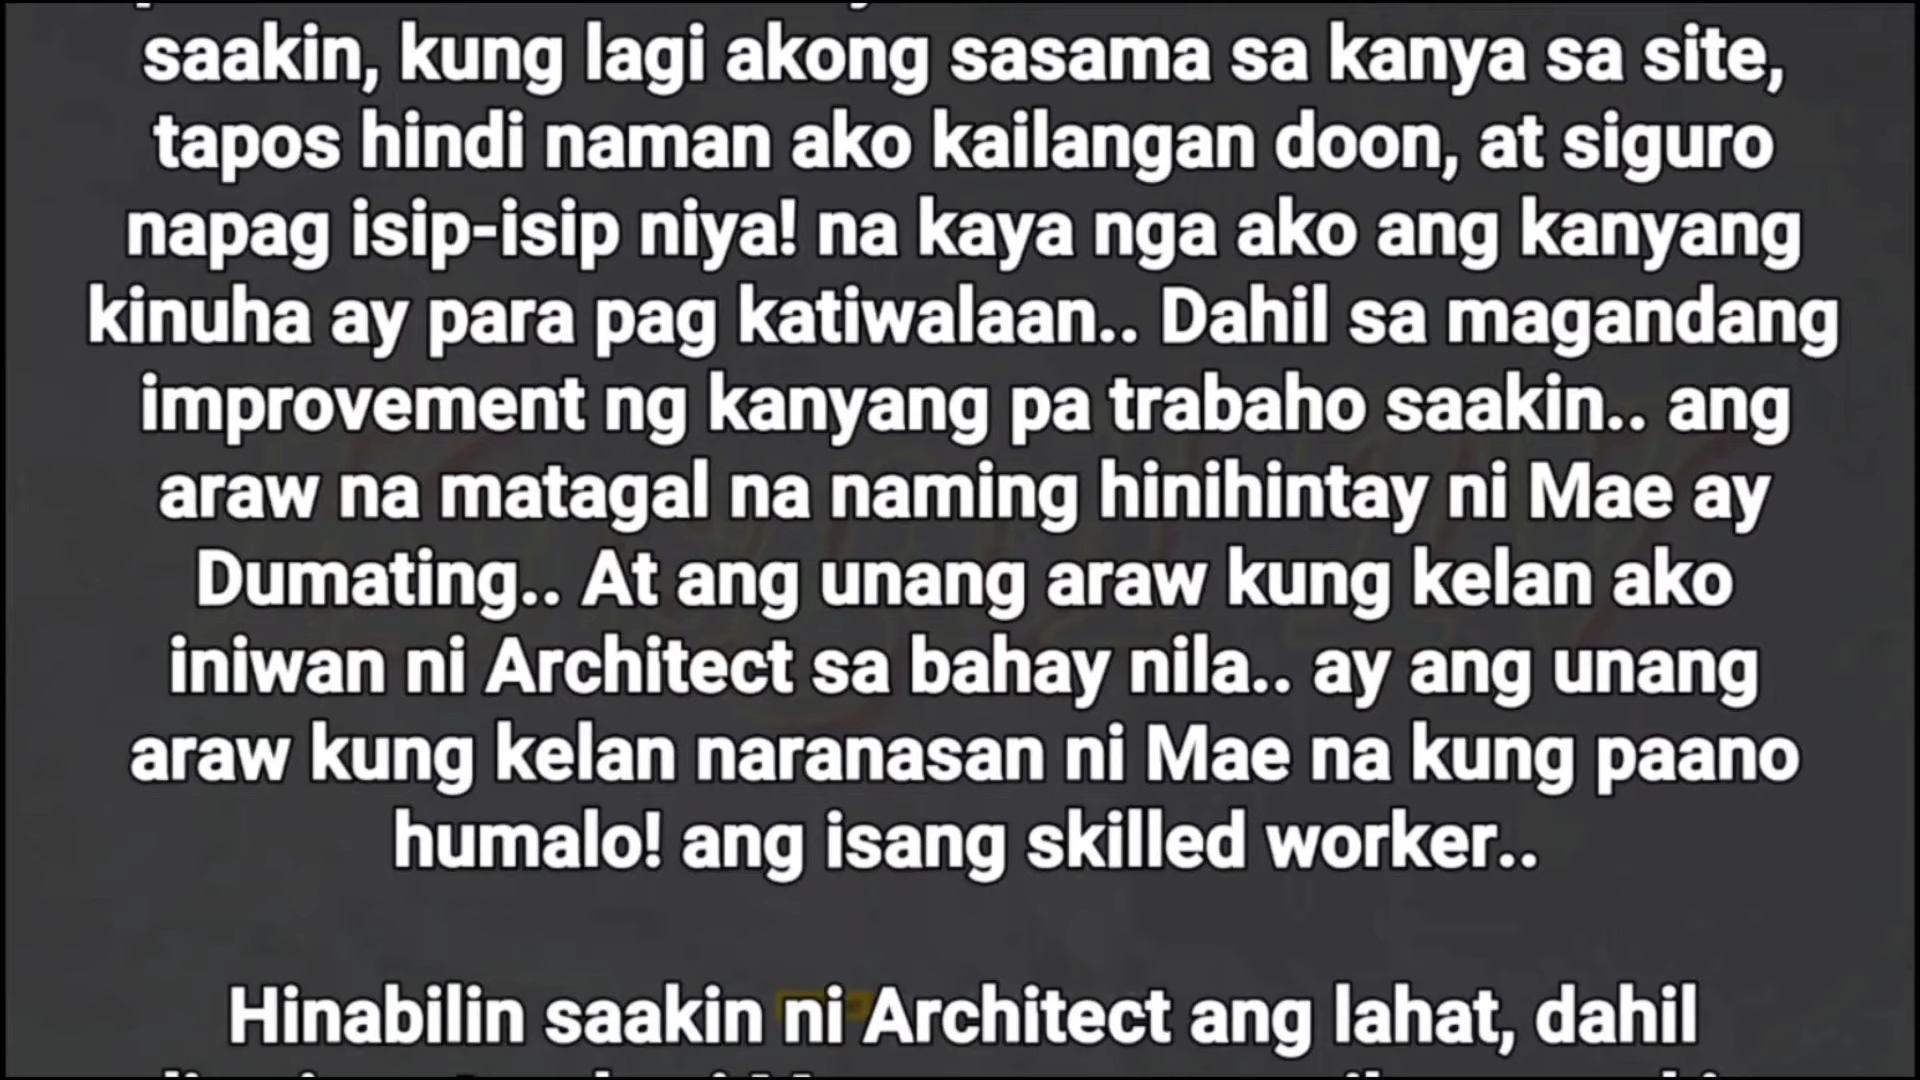 saakin, kung lagi akong sasama sa kanya sa site,
tapos hindi naman ako kailangan doon, at siguro
napag isip-isip niya! na kaya nga ako ang kanyang
kinuha ay para pag katiwalaan.. Dahil sa magandang
improvement ng kanyang pa trabaho saakin.. ang
araw na matagal na naming hinihintay ni Mae ay
Dumating.. At ang unang araw kung kelan ako
iniwan ni Architect sa bahay nila.. ay ang unang
araw kung kelan naranasan ni Mae na kung paano
humalo! ang isang skilled worker..
Hinabilin saakin ni Architect ang lahat, dahil